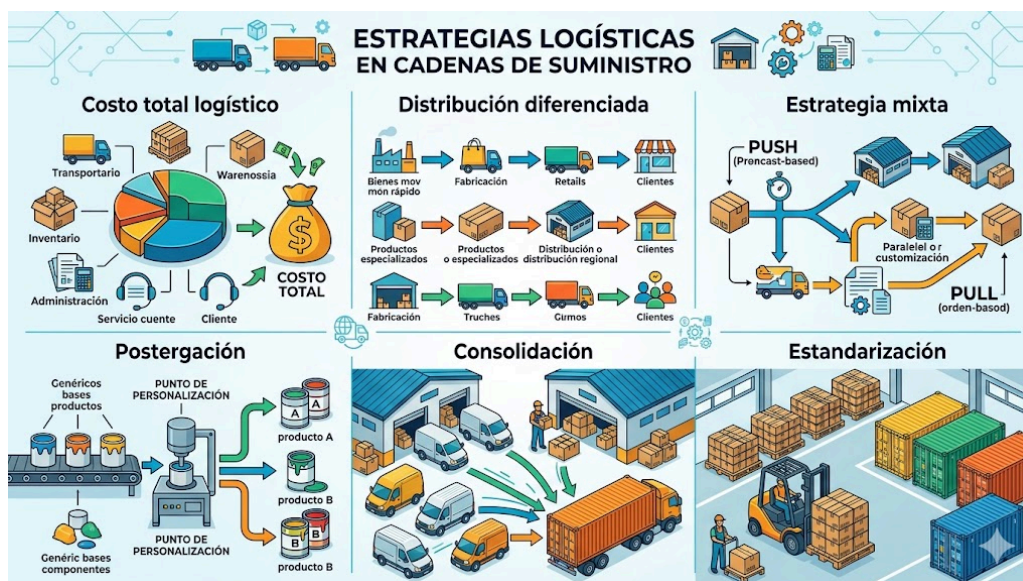 ESTRATEGIAS LOGÍSTICAS
EN CADENAS DE SUMINISTRO
Costo total logístico
Transportario
Warenossia
Inventario
Administración
Servicio cuente
Cliente
$
COSTO
TOTAL
Distribución diferenciada
Bienes mov
món rápido
Fabricación
Retails
Clientes
Productos
especializados
Productos
o especializados
Distribución o
distribución regional
Clientes
Fabricación
Truches
Gumos
Clientes
Estrategia mixta
PUSH
(Prencast-based)
Paralelel o r
customización
PULL
(orden-basod)
Postergación
Genéricos
bases
productos
PUNTO DE
PERSONALIZACIÓN
PUNTO DE
PERSONALIZACIÓN
Genéric bases
componentes
A
A
producto A
producto B
B
B
producto B
Consolidación
Estandarización